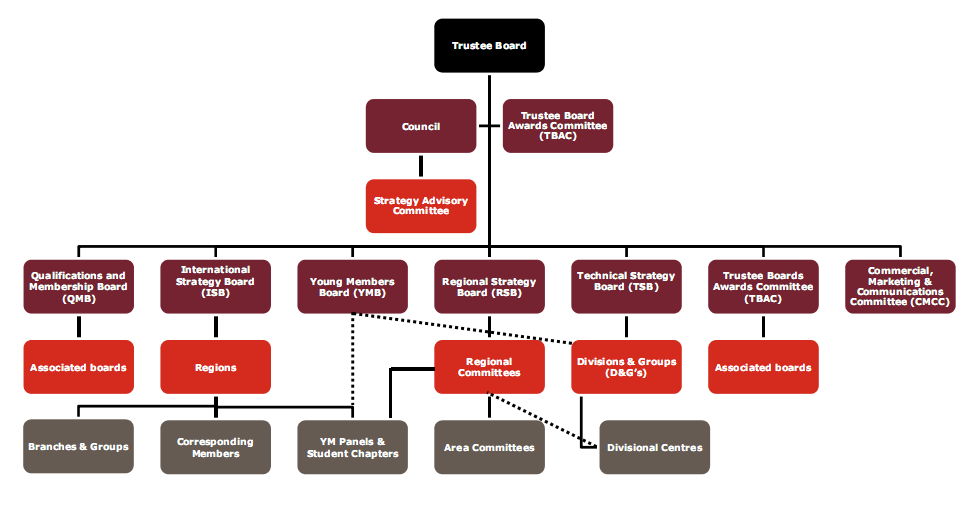 Trustee Board
Council
Trustee Board
Awards Committee
(TBAC)
Strategy Advisory
Committee
Qualifications and
Membership Board
(QMB)
International
Strategy Board
(ISB)
Young Members
Board (YMB)
Regional Strategy
Board (RSB)
Technical Strategy
Board (TSB)
Trustee Boards
Awards Committee
(TBAC)
Commercial,
Marketing &
Communications
Committee (CMCC)
Associated boards
Regions
Regional
Committees
Divisions & Groups
(D&G's)
Associated boards
Branches & Groups
Corresponding
Members
YM Panels &
Student Chapters
Area Committees
Divisional Centres